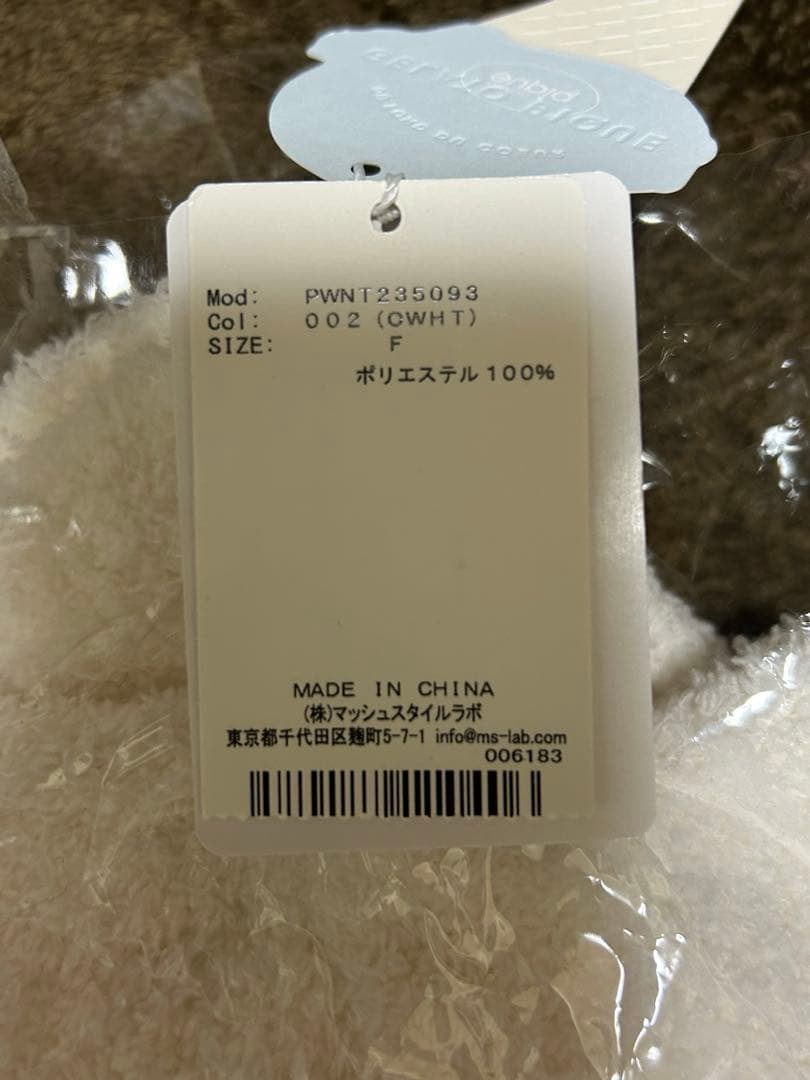 piqué
Mod: PWNT235093
Col: 002(OWHT)
SIZE: F
ポリエステル100%
MADE IN CHINA
(株)マッシュスタイルラボ
東京都千代田区麹町5-7-1 info@ms-lab.com
006183